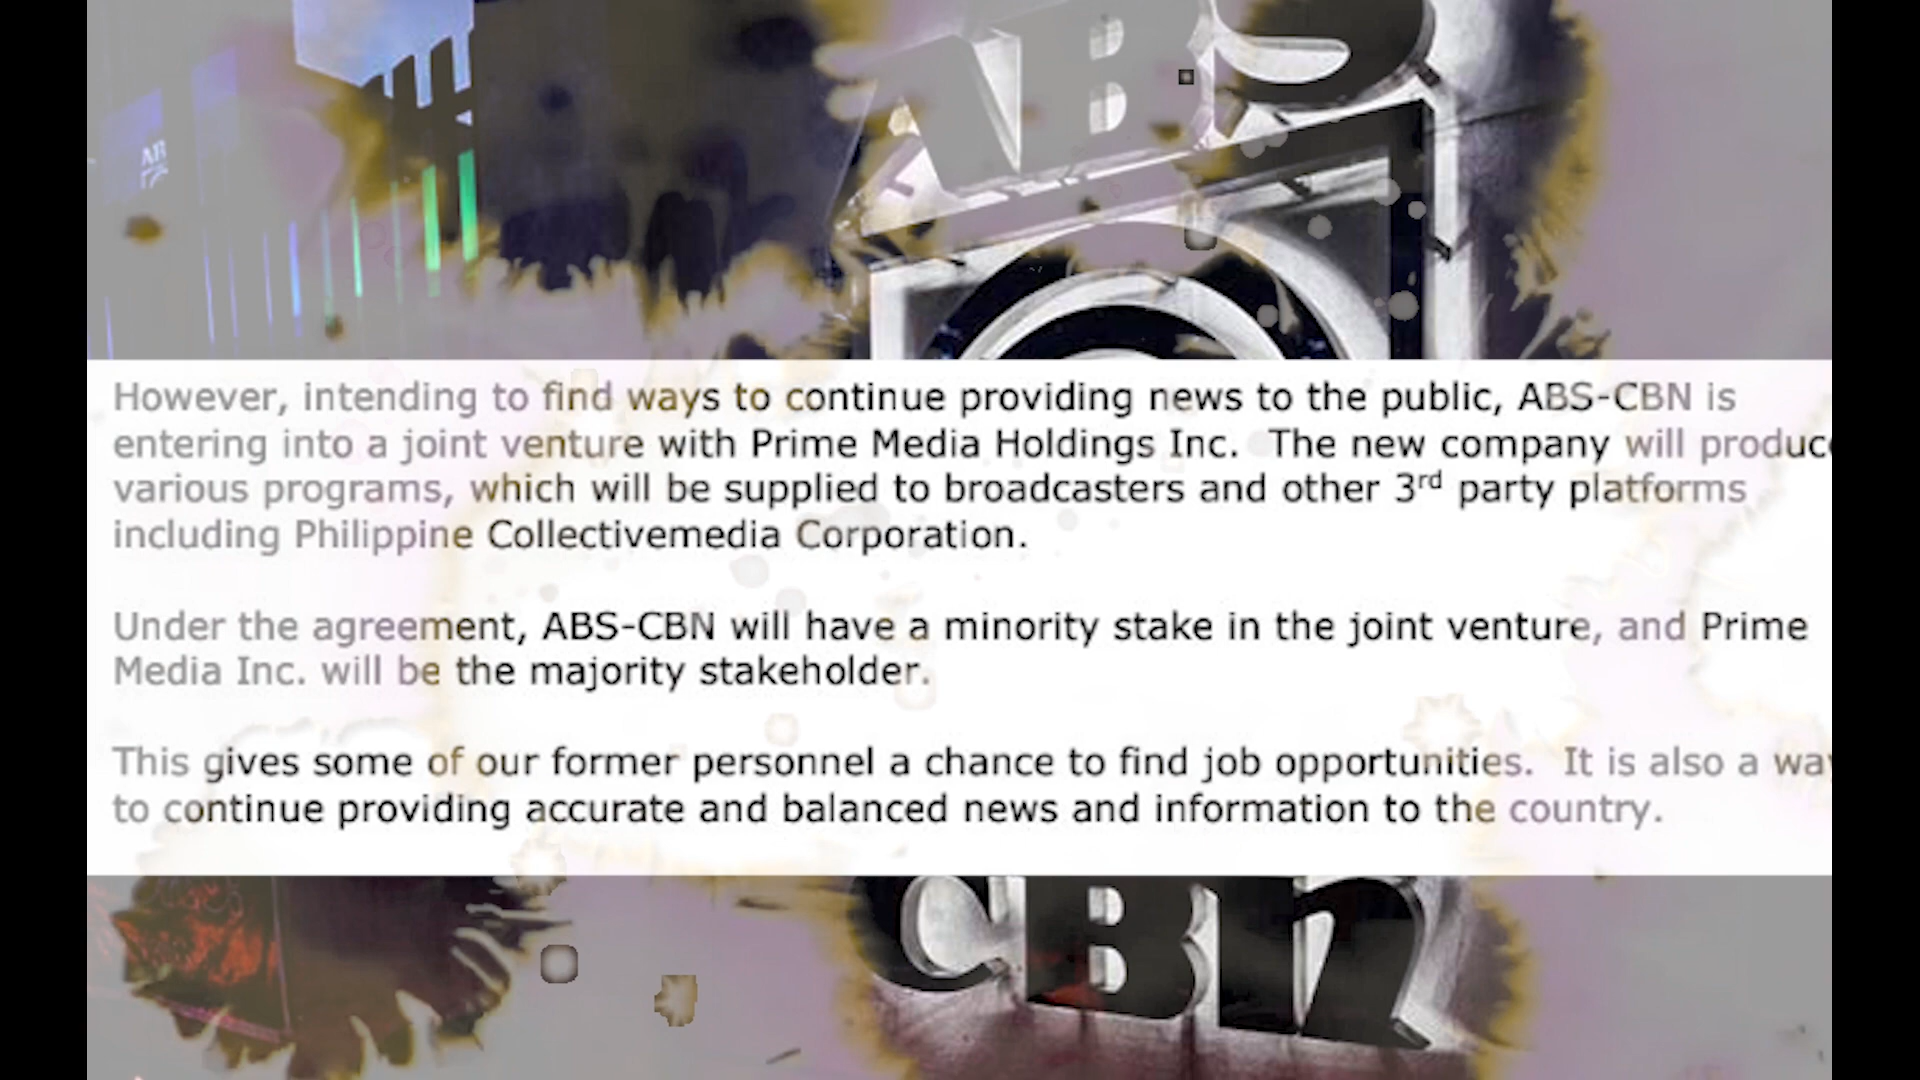 ABS
However, intending to find ways to continue providing news to the public, ABS-CBN is
entering into a joint venture with Prime Media Holdings Inc.  The new company will produce
various programs, which will be supplied to broadcasters and other 3rd party platforms
including Philippine Collectivemedia Corporation.
Under the agreement, ABS-CBN will have a minority stake in the joint venture, and Prime
Media Inc. will be the majority stakeholder.
This gives some of our former personnel a chance to find job opportunities.  It is also a way
to continue providing accurate and balanced news and information to the country.
CBN